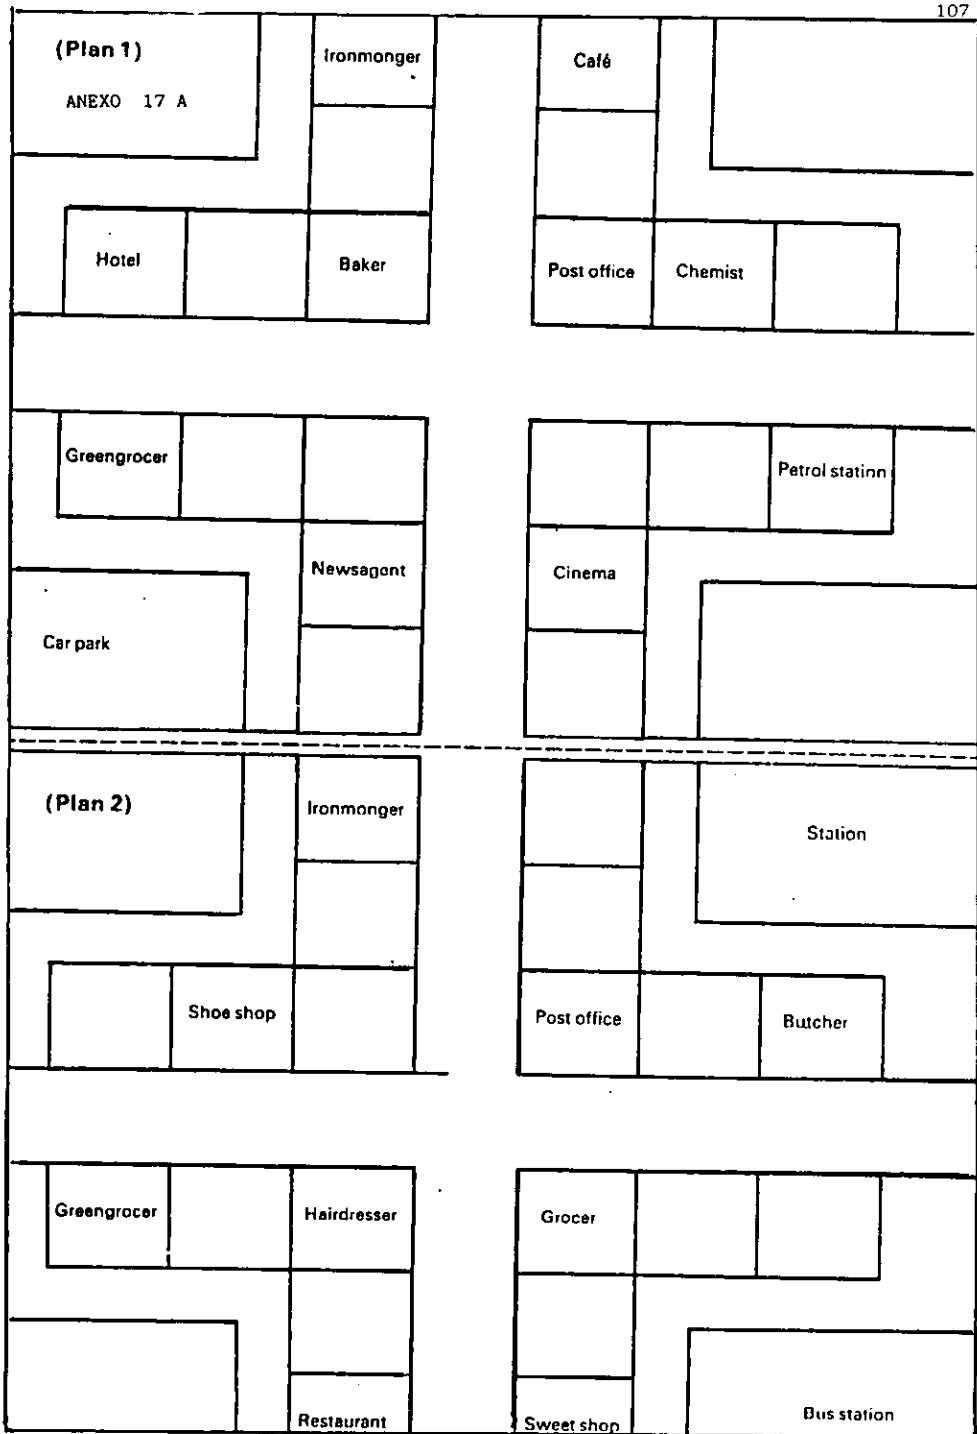 107
(Plan 1)
ANEXO 17 A
Ironmonger
Café
Hotel
Baker
Post office
Chemist
Greengrocer
Petrol station
Newsagent
Cinema
Car park
(Plan 2)
Ironmonger
Station
Shoe shop
Post office
Butcher
Greengrocer
Hairdresser
Grocer
Restaurant
Sweet shop
Bus station